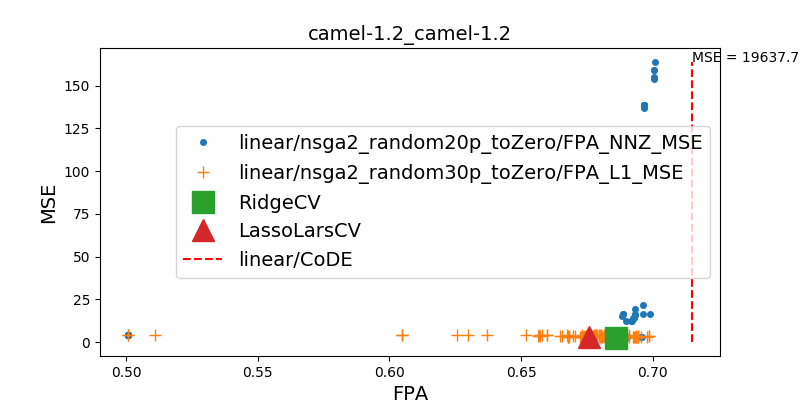 camel-1.2_camel-1.2
MSE = 19637.7
150
125
100
75
50
25
0
MSE
linear/nsga2_random20p_toZero/FPA_NNZ_MSE
linear/nsga2_random30p_toZero/FPA_L1_MSE
RidgeCV
LassoLarsCV
linear/CoDE
0.50 0.55 0.60 0.65 0.70
FPA